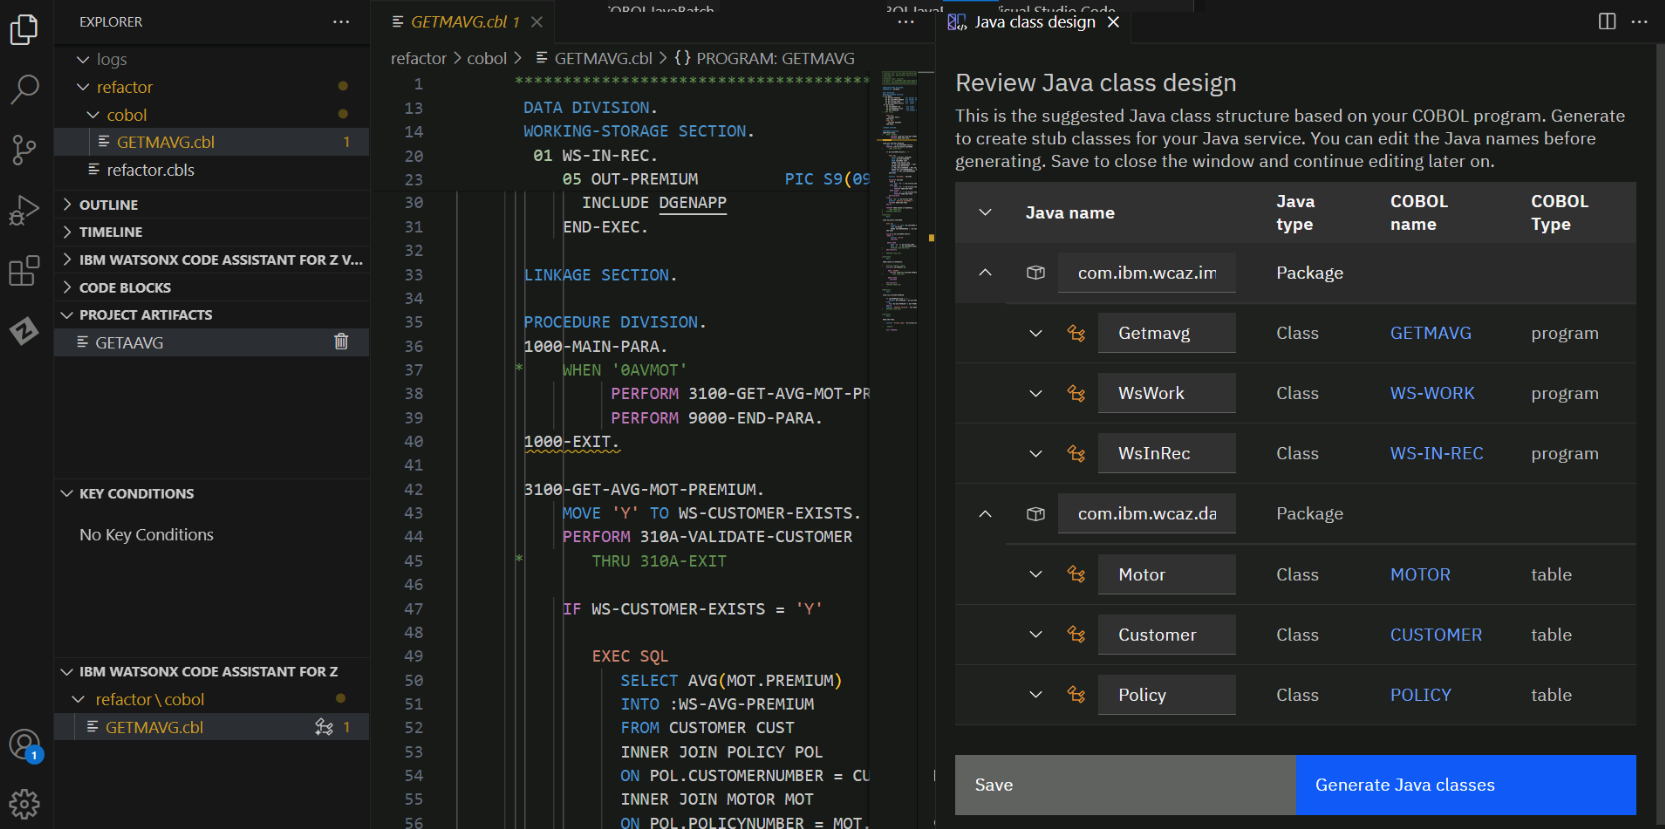 EXPLORER
logs
refactor
cobol
GETMAVG.cbl 1
refactor.cbls
OUTLINE
TIMELINE
IBM WATSONX CODE ASSISTANT FOR Z V...
CODE BLOCKS
PROJECT ARTIFACTS
GETAAVG
KEY CONDITIONS
No Key Conditions
IBM WATSONX CODE ASSISTANT FOR Z
refactor \ cobol
GETMAVG.cbl 1
1
GETMAVG.cbl 1
refactor > cobol > GETMAVG.cbl > {} PROGRAM: GETMAVG
1 *************************************
13 DATA DIVISION.
14 WORKING-STORAGE SECTION.
20 01 WS-IN-REC.
23 05 OUT-PREMIUM PIC S9(09
30 INCLUDE DGENAPP
31 END-EXEC.
32
33 LINKAGE SECTION.
34
35 PROCEDURE DIVISION.
36 1000-MAIN-PARA.
37 * WHEN '0AVMOT'
38 PERFORM 3100-GET-AVG-MOT-PR
39 PERFORM 9000-END-PARA.
40 1000-EXIT.
41
42 3100-GET-AVG-MOT-PREMIUM.
43 MOVE 'Y' TO WS-CUSTOMER-EXISTS.
44 PERFORM 310A-VALIDATE-CUSTOMER
45 * THRU 310A-EXIT
46
47 IF WS-CUSTOMER-EXISTS = 'Y'
48
49 EXEC SQL
50 SELECT AVG(MOT.PREMIUM)
51 INTO :WS-AVG-PREMIUM
52 FROM CUSTOMER CUST
53 INNER JOIN POLICY POL
54 ON POL.CUSTOMERNUMBER = CU
55 INNER JOIN MOTOR MOT
56 ON POL.POLICYNUMBER = MOT.
Java class design
Review Java class design
This is the suggested Java class structure based on your COBOL program. Generate
to create stub classes for your Java service. You can edit the Java names before
generating. Save to close the window and continue editing later on.
Java name Java type COBOL name COBOL Type
com.ibm.wcaz.im Package
Getmavg Class GETMAVG program
WsWork Class WS-WORK program
WsInRec Class WS-IN-REC program
com.ibm.wcaz.da Package
Motor Class MOTOR table
Customer Class CUSTOMER table
Policy Class POLICY table
Save Generate Java classes